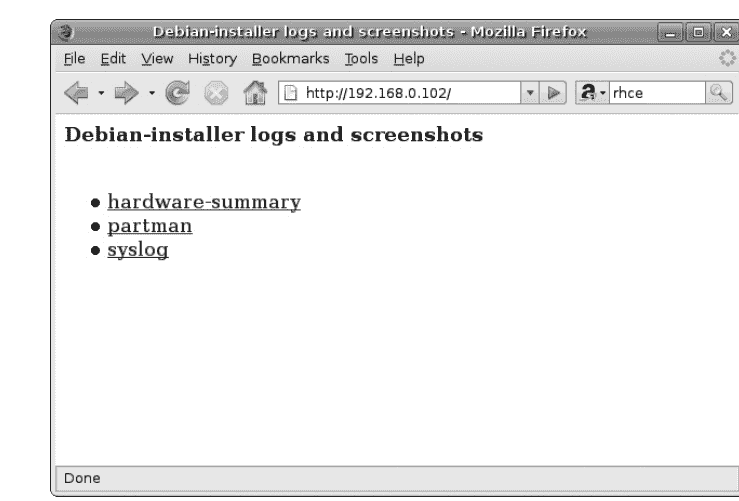 Debian-installer logs and screenshots - Mozilla Firefox
File Edit View History Bookmarks Tools Help
http://192.168.0.102/ a rhce
Debian-installer logs and screenshots
• hardware-summary
• partman
• syslog
Done